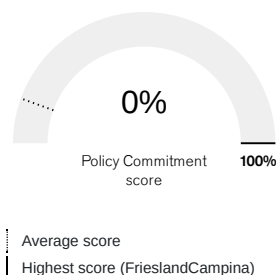 0%
Policy Commitment
100%
score
Average score
Highest score (FrieslandCampina)